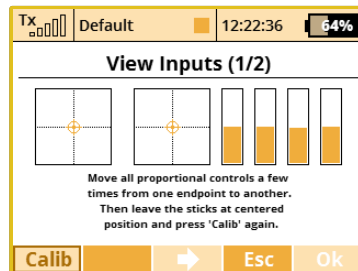 Tx
Default
12:22:36
64%
View Inputs (1/2)
Move all proportional controls a few
times from one endpoint to another.
Then leave the sticks at centered
position and press 'Calib' again.
Calib
Esc
Ok